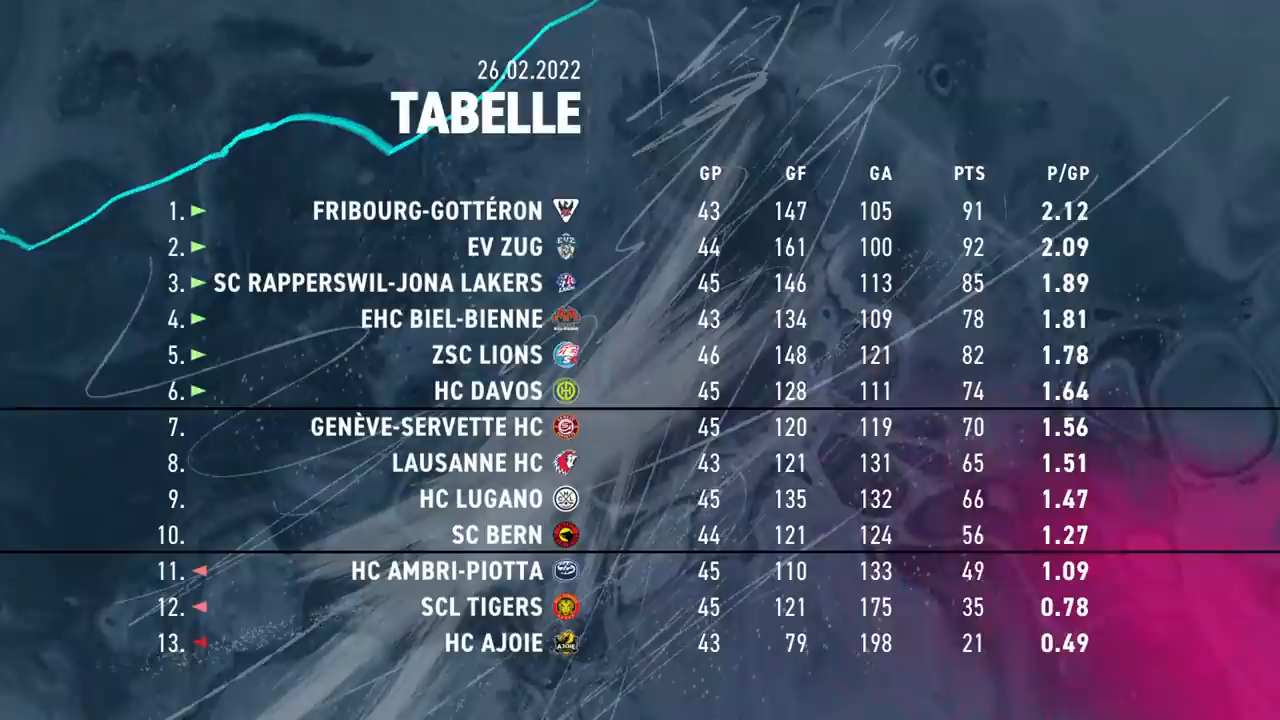 26.02.2022
TABELLE
GP GF GA PTS P/GP
1. FRIBOURG-GOTTÉRON 43 147 105 91 2.12
2. EV ZUG 44 161 100 92 2.09
3. SC RAPPERSWIL-JONA LAKERS 45 146 113 85 1.89
4. EHC BIEL-BIENNE 43 134 109 78 1.81
5. ZSC LIONS 46 148 121 82 1.78
6. HC DAVOS 45 128 111 74 1.64
7. GENÈVE-SERVETTE HC 45 120 119 70 1.56
8. LAUSANNE HC 43 121 131 65 1.51
9. HC LUGANO 45 135 132 66 1.47
10. SC BERN 44 121 124 56 1.27
11. HC AMBRI-PIOTTA 45 110 133 49 1.09
12. SCL TIGERS 45 121 175 35 0.78
13. HC AJOIE 43 79 198 21 0.49